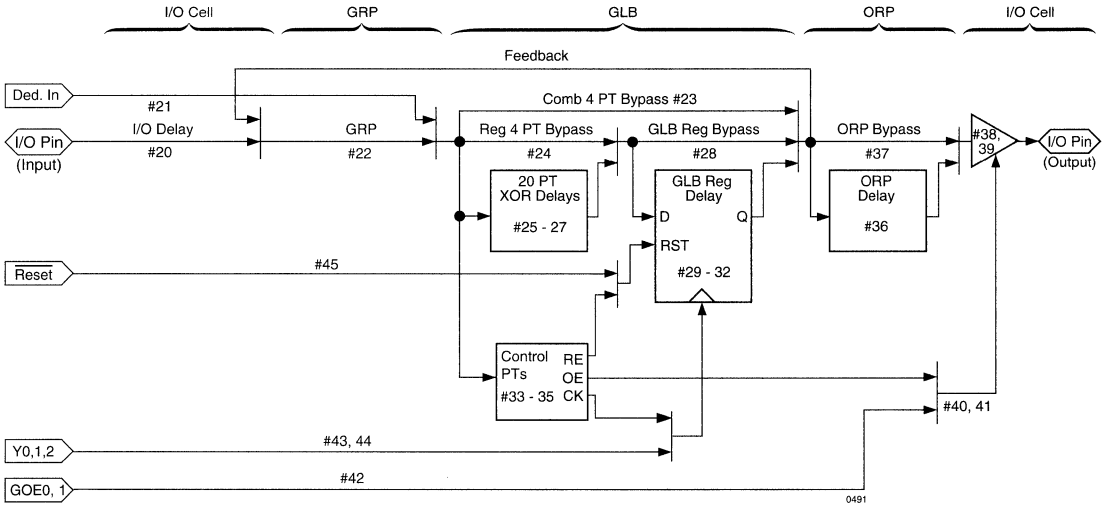 I/O Cell
GRP
GLB
ORP
I/O Cell
Feedback
Ded. In
#21
Comb 4 PT Bypass #23
I/O Pin
(Input)
I/O Delay
#20
GRP
#22
Reg 4 PT Bypass
#24
GLB Reg Bypass
#28
ORP Bypass
#37
#38,
39
I/O Pin
(Output)
20 PT
XOR Delays
#25 - 27
GLB Reg
Delay
D
Q
RST
#29 - 32
ORP
Delay
#36
Reset
#45
Control
PTs
#33 - 35
RE
OE
CK
#40, 41
Y0,1,2
#43, 44
GOE0, 1
#42
0491